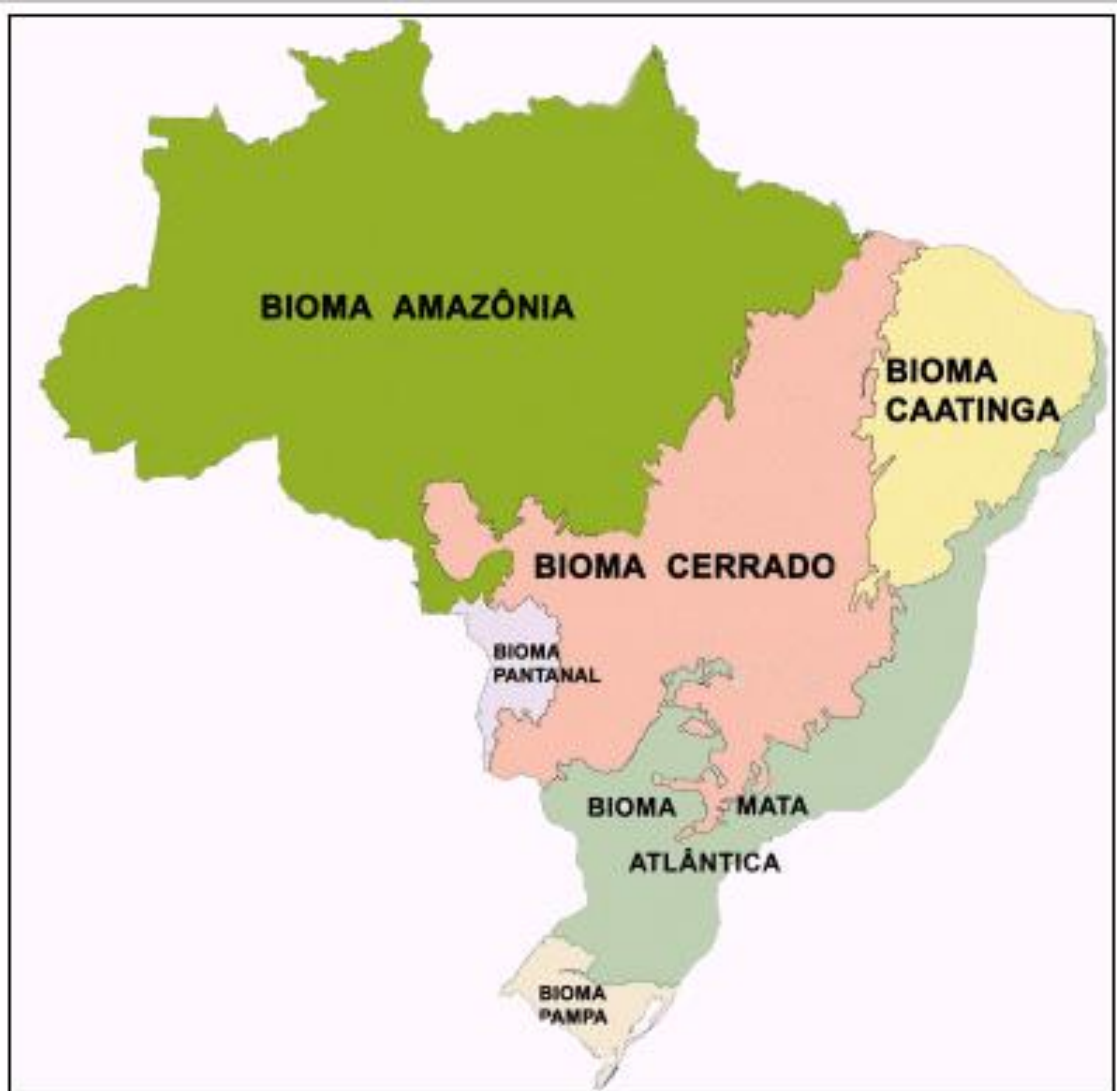 BIOMA AMAZÔNIA
BIOMA
CAATINGA
BIOMA CERRADO
BIOMA
PANTANAL
BIOMA MATA
ATLÂNTICA
BIOMA
PAMPA